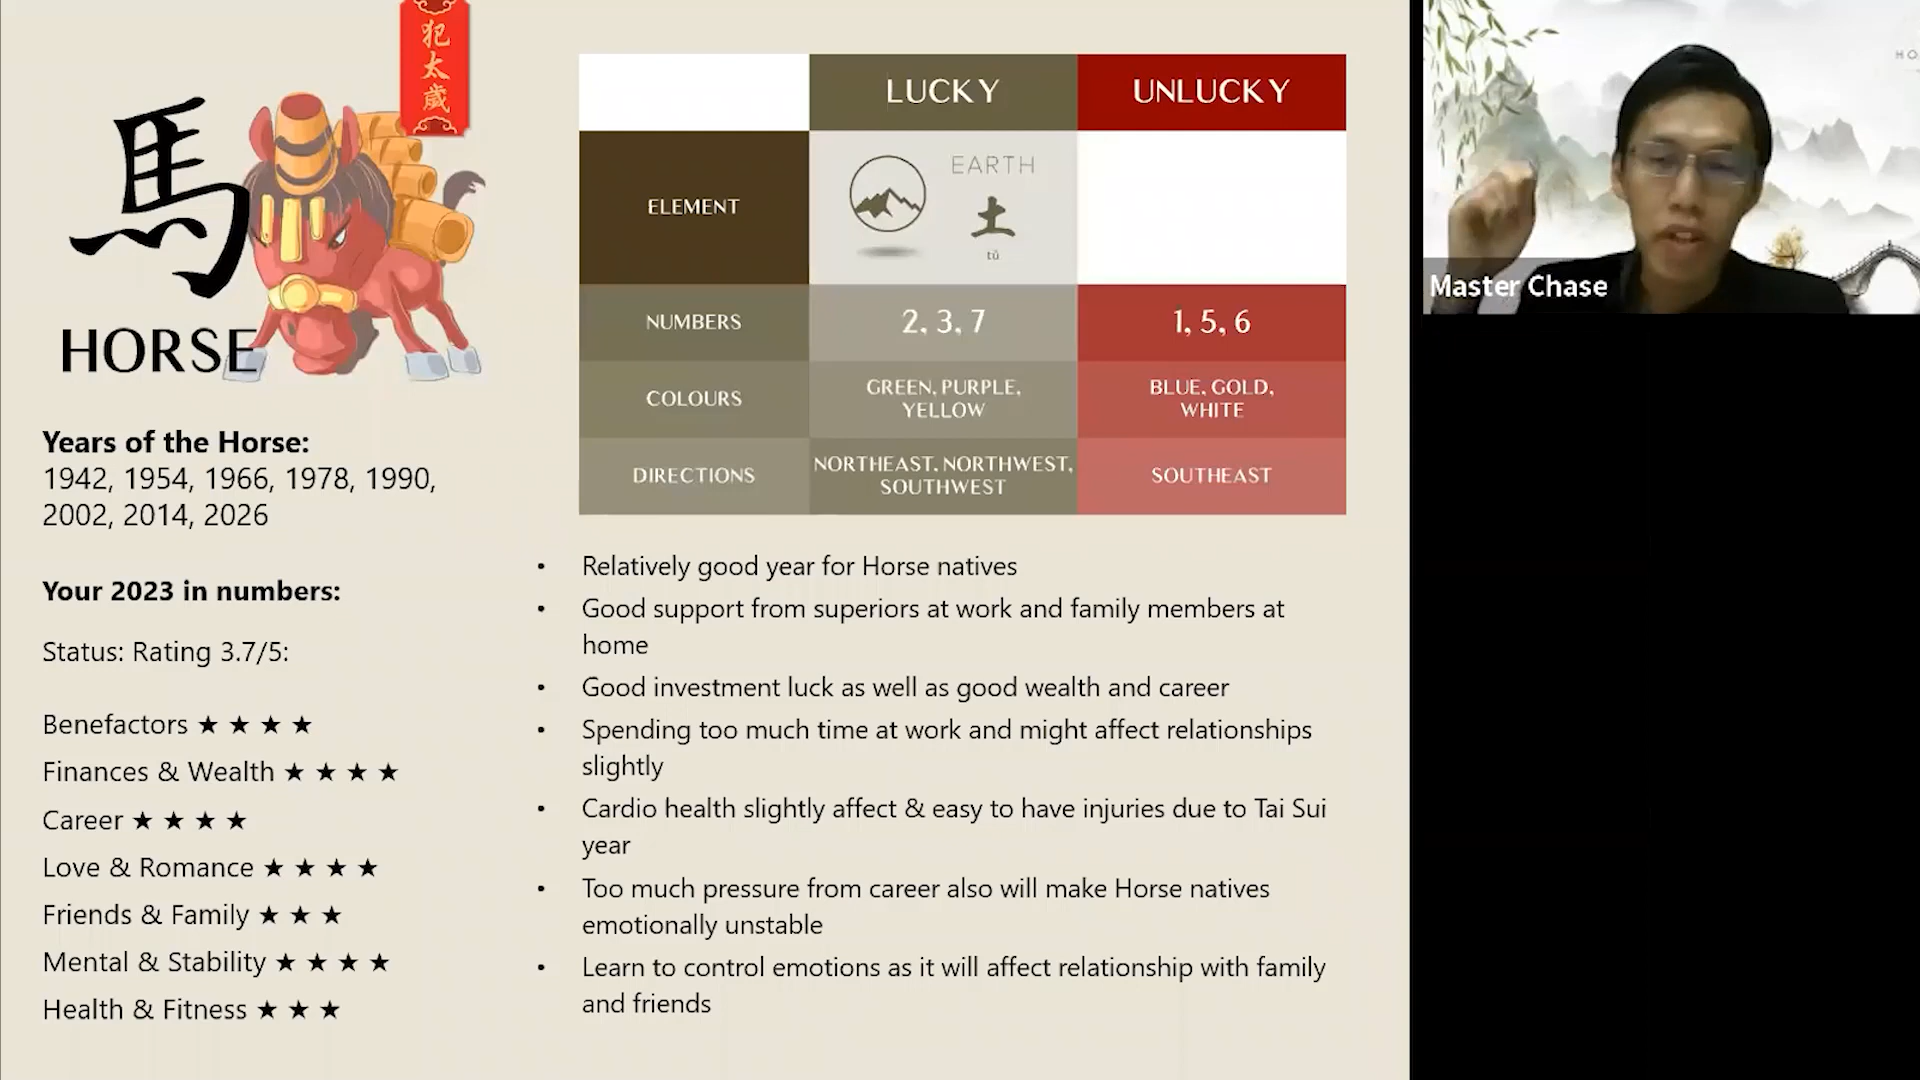 犯太歲
馬
HORSE
Years of the Horse:
1942, 1954, 1966, 1978, 1990,
2002, 2014, 2026
Your 2023 in numbers:
Status: Rating 3.7/5:
Benefactors ★ ★ ★ ★
Finances & Wealth ★ ★ ★ ★
Career ★ ★ ★ ★
Love & Romance ★ ★ ★ ★
Friends & Family ★ ★ ★
Mental & Stability ★ ★ ★ ★
Health & Fitness ★ ★ ★
LUCKY UNLUCKY
ELEMENT
EARTH
土
tǔ
NUMBERS 2, 3, 7 1, 5, 6
COLOURS GREEN, PURPLE, YELLOW BLUE, GOLD, WHITE
DIRECTIONS NORTHEAST, NORTHWEST, SOUTHWEST SOUTHEAST
• Relatively good year for Horse natives
• Good support from superiors at work and family members at
home
• Good investment luck as well as good wealth and career
• Spending too much time at work and might affect relationships
slightly
• Cardio health slightly affect & easy to have injuries due to Tai Sui
year
• Too much pressure from career also will make Horse natives
emotionally unstable
• Learn to control emotions as it will affect relationship with family
and friends
HO
Master Chase